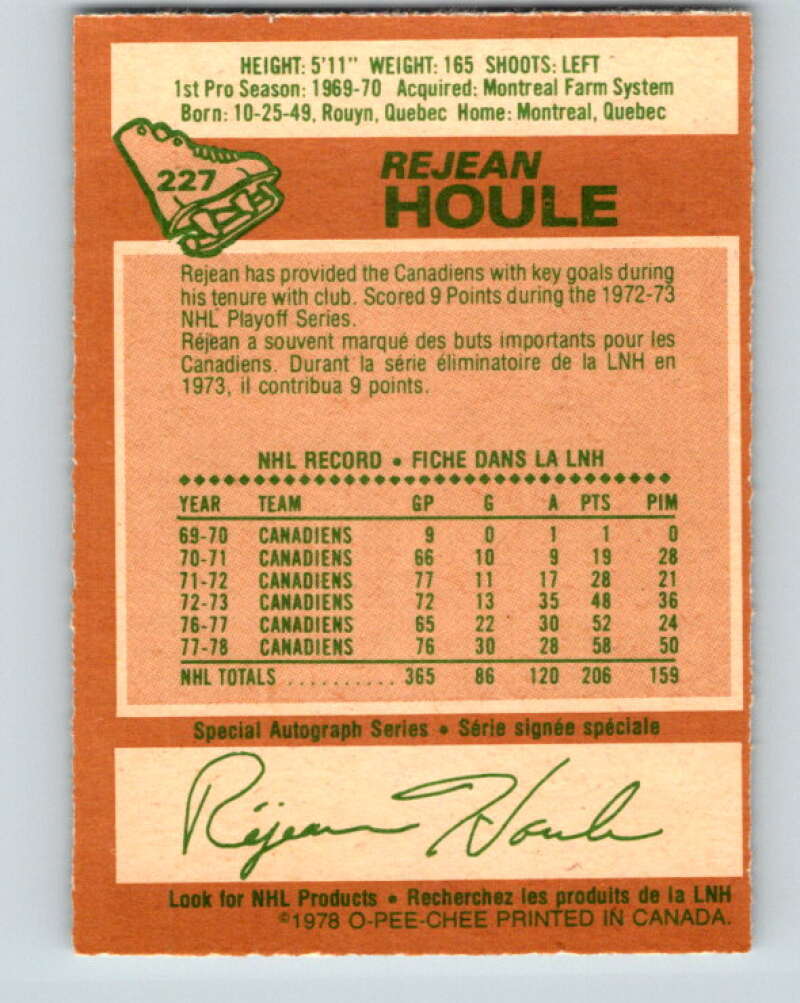 HEIGHT: 5'11" WEIGHT: 165 SHOOTS: LEFT
1st Pro Season: 1969-70 Acquired: Montreal Farm System
Born: 10-25-49, Rouyn, Quebec Home: Montreal, Quebec
227
REJEAN
HOULE
Rejean has provided the Canadiens with key goals during
his tenure with club. Scored 9 Points during the 1972-73
NHL Playoff Series.
Réjean a souvent marqué des buts importants pour les
Canadiens. Durant la série éliminatoire de la LNH en
1973, il contribua 9 points.
NHL RECORD • FICHE DANS LA LNH
YEAR TEAM GP G A PTS PIM
69-70 CANADIENS 9 0 1 1 0
70-71 CANADIENS 66 10 9 19 28
71-72 CANADIENS 77 11 17 28 21
72-73 CANADIENS 72 13 35 48 36
76-77 CANADIENS 65 22 30 52 24
77-78 CANADIENS 76 30 28 58 50
NHL TOTALS .......... 365 86 120 206 159
Special Autograph Series • Série signée spéciale
Réjean Houle
Look for NHL Products • Recherchez les produits de la LNH
©1978 O-PEE-CHEE PRINTED IN CANADA.